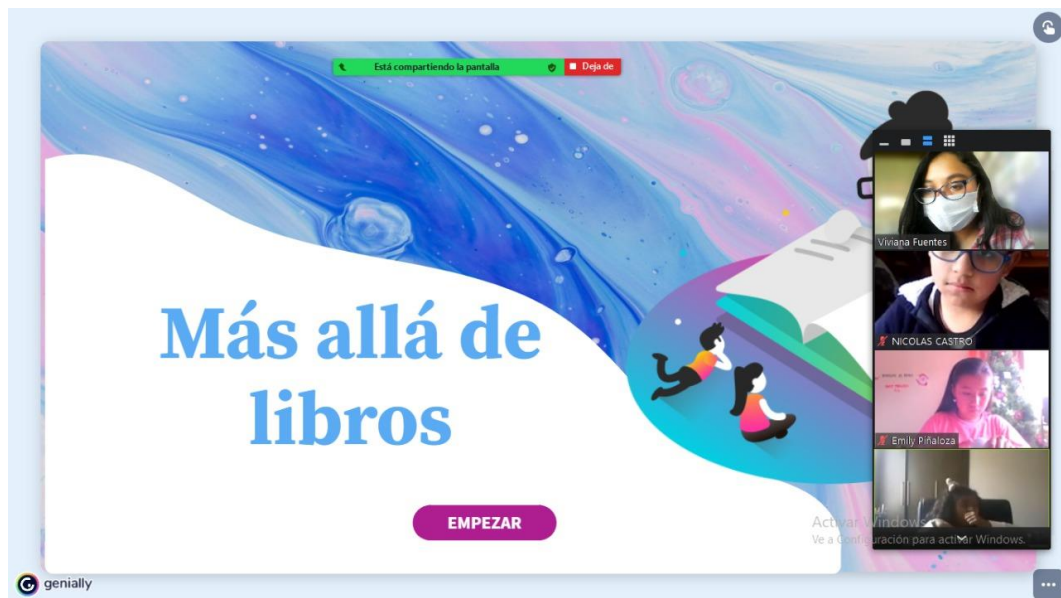 Está compartiendo la pantalla
Deja de
Más allá de
libros
EMPEZAR
Viviana Fuentes
NICOLAS CASTRO
Emily Piñaloza
Activar Windows
Ve a Configuración para activar Windows.
genially